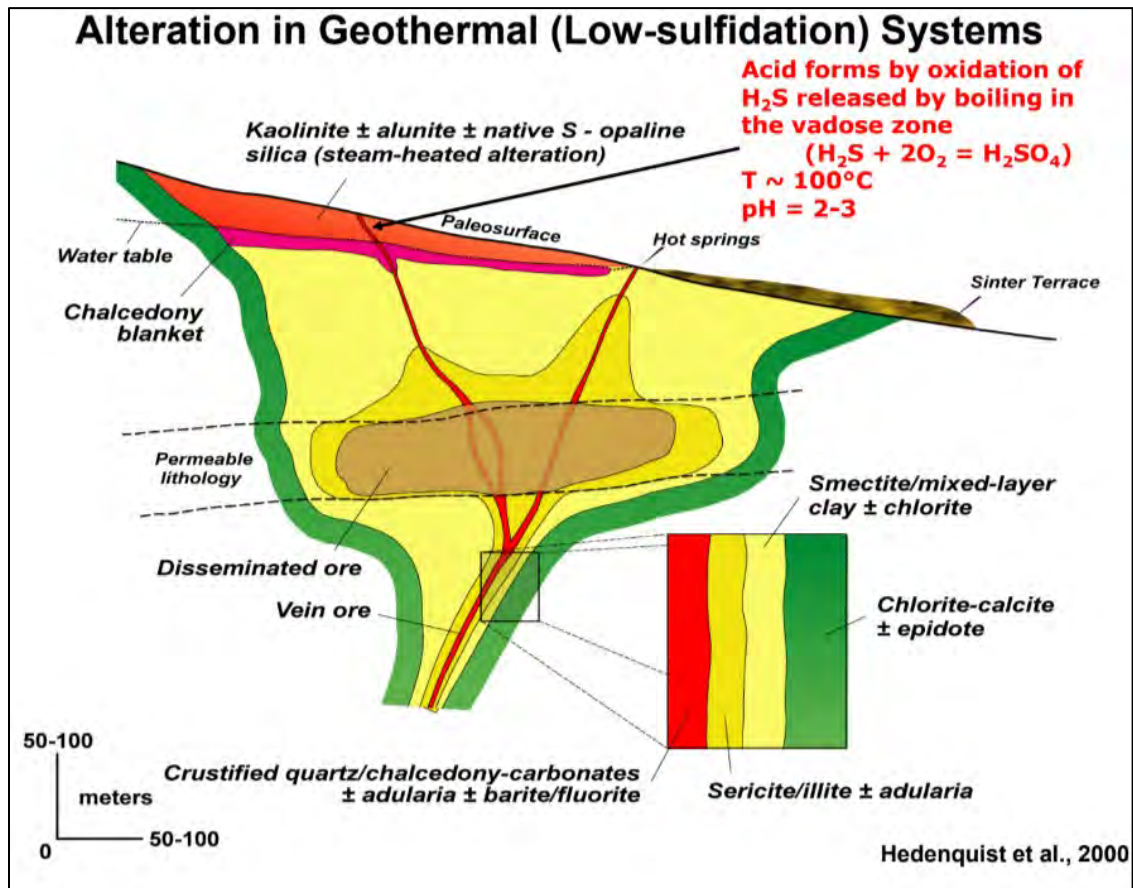 Alteration in Geothermal (Low-sulfidation) Systems
Acid forms by oxidation of
H₂S released by boiling in
the vadose zone
(H₂S + 2O₂ = H₂SO₄)
T ~ 100°C
pH = 2-3
Kaolinite ± alunite ± native S - opaline
silica (steam-heated alteration)
Paleosurface
Hot springs
Water table
Sinter Terrace
Chalcedony
blanket
Permeable
lithology
Smectite/mixed-layer
clay ± chlorite
Disseminated ore
Vein ore
Chlorite-calcite
± epidote
50-100
meters
0
50-100
Crustified quartz/chalcedony-carbonates
± adularia ± barite/fluorite
Sericite/illite ± adularia
Hedenquist et al., 2000